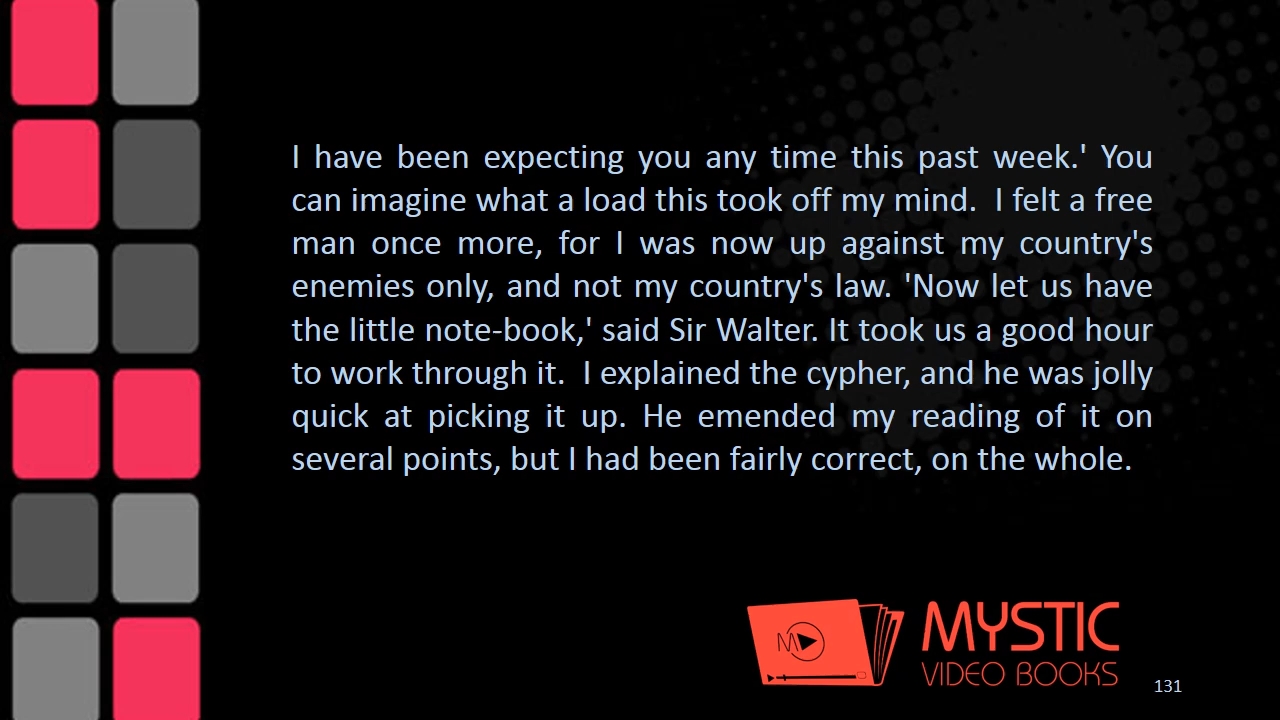 I have been expecting you any time this past week.' You
can imagine what a load this took off my mind.  I felt a free
man once more, for I was now up against my country's
enemies only, and not my country's law. 'Now let us have
the little note-book,' said Sir Walter. It took us a good hour
to work through it.  I explained the cypher, and he was jolly
quick at picking it up. He emended my reading of it on
several points, but I had been fairly correct, on the whole.
M
MYSTIC
VIDEO BOOKS
131